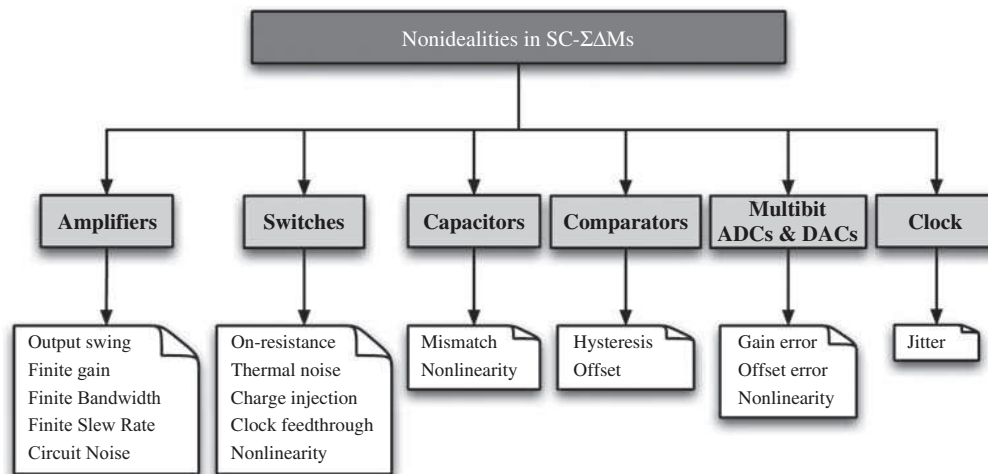 Nonidealities in SC-ΣΔMs
Amplifiers
Switches
Capacitors
Comparators
Multibit
ADCs & DACs
Clock
Output swing
Finite gain
Finite Bandwidth
Finite Slew Rate
Circuit Noise
On-resistance
Thermal noise
Charge injection
Clock feedthrough
Nonlinearity
Mismatch
Nonlinearity
Hysteresis
Offset
Gain error
Offset error
Nonlinearity
Jitter